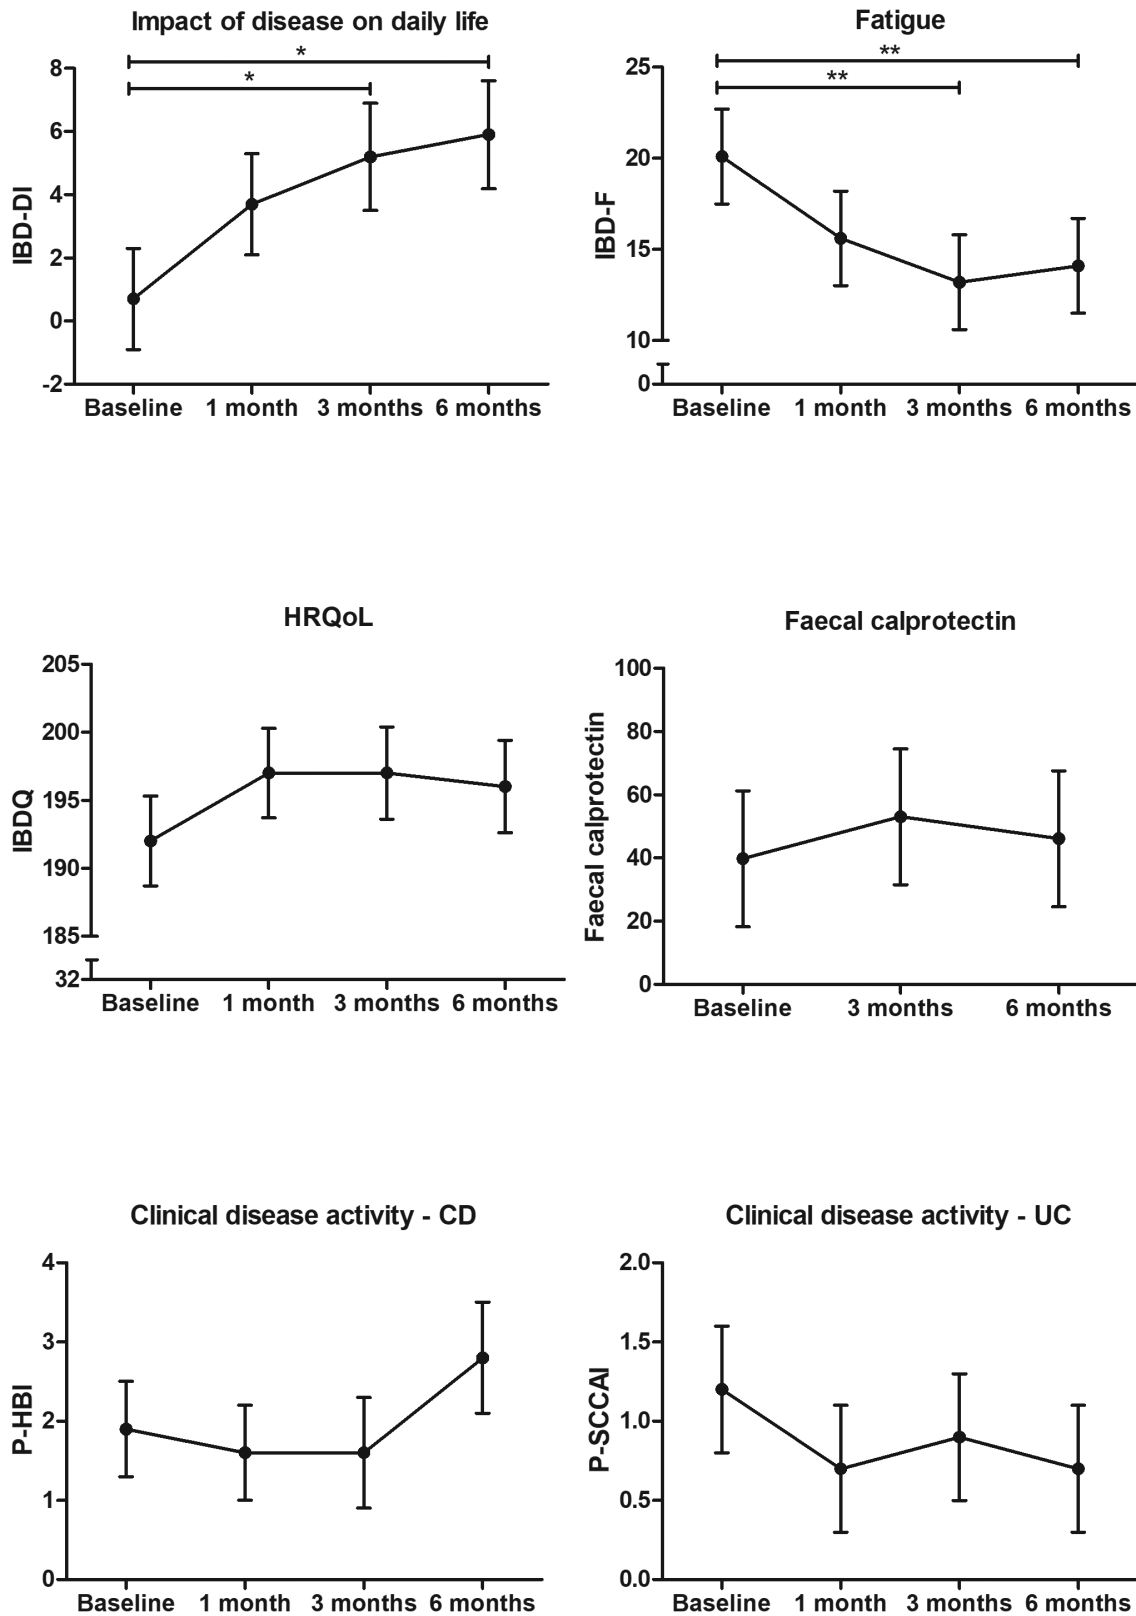 Impact of disease on daily life
*
*
8
6
4
2
0
-2
IBD-DI
Baseline 1 month 3 months 6 months
Fatigue
**
**
25
20
15
10
0
IBD-F
Baseline 1 month 3 months 6 months
HRQoL
205
200
195
190
185
32
IBDQ
Baseline 1 month 3 months 6 months
Faecal calprotectin
100
80
60
40
20
0
Faecal calprotectin
Baseline 3 months 6 months
Clinical disease activity - CD
4
3
2
1
0
P-HBI
Baseline 1 month 3 months 6 months
Clinical disease activity - UC
2.0
1.5
1.0
0.5
0.0
P-SCCAI
Baseline 1 month 3 months 6 months